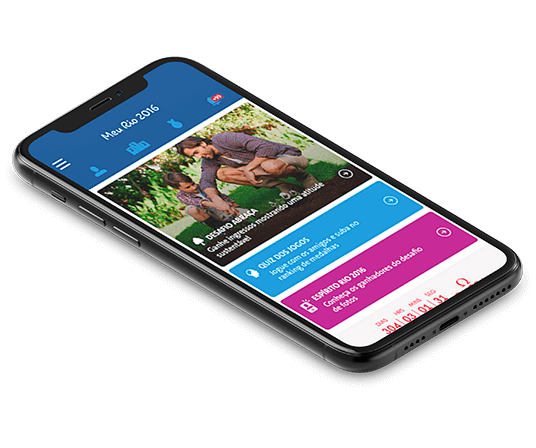 Meu Rio 2016
+99
DESAFIO ABRAÇA
Ganhe ingressos mostrando uma atitude
sustentável
QUIZ DOS JOGOS
Jogue com os amigos e suba no
ranking de medalhas
ESPÍRITO RIO 2016
Conheça os ganhadores do desafio
de fotos
DIAS HRS MINS SEG
304|03|01|31